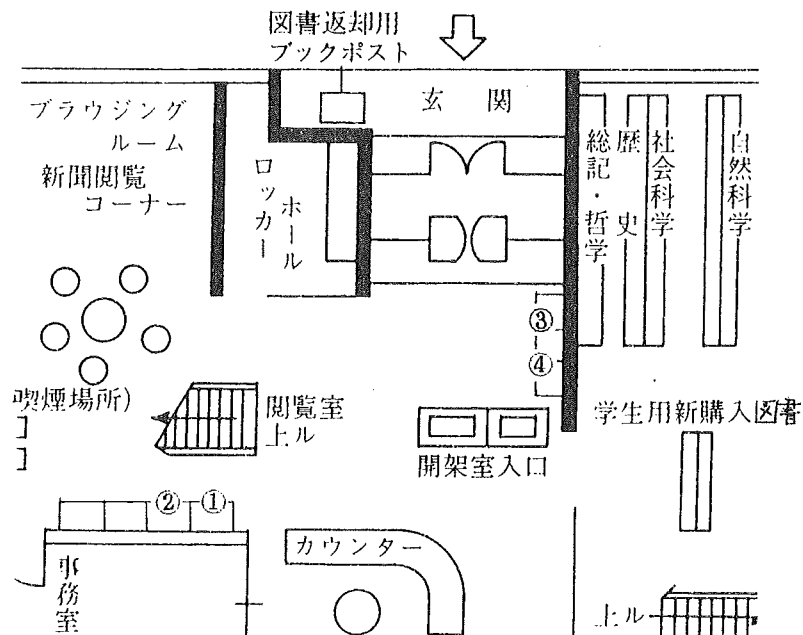 図書返却用
ブックポスト
玄関
ブラウジング
ルーム
新聞閲覧
コーナー
ロッカー
ホール
総記・哲学
歴史
社会科学
自然科学
③
④
喫煙場所)
閲覧室
上ル
開架室入口
学生用新購入図書
②
①
カウンター
事務室
上ル